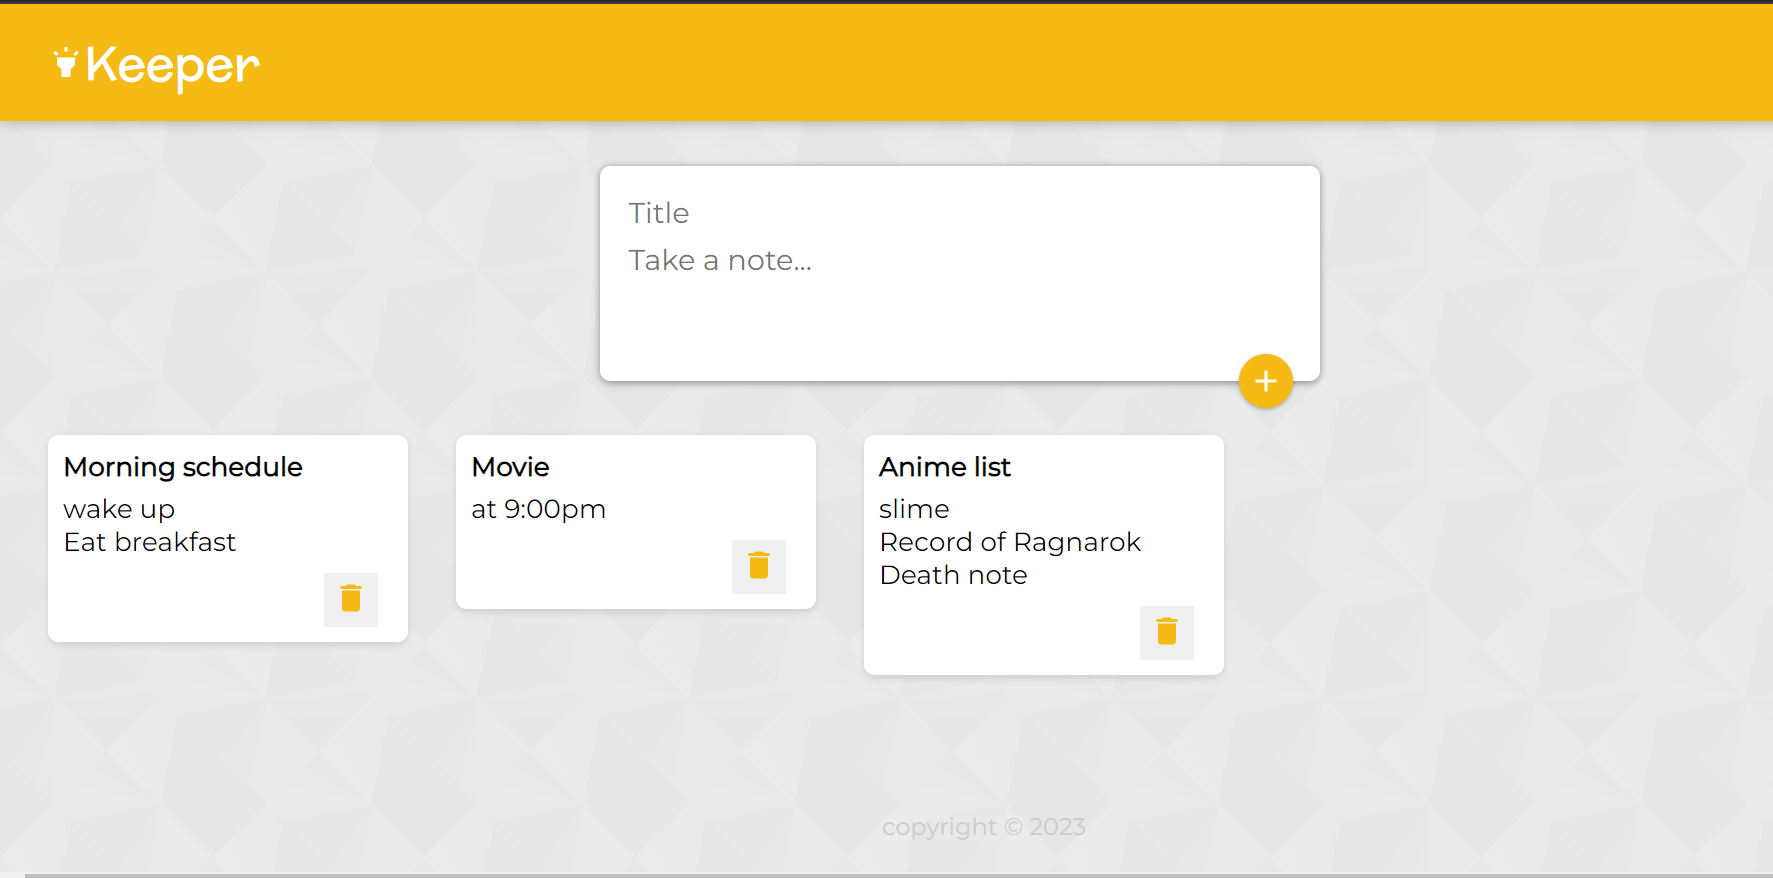 Keeper
Title
Take a note...
Morning schedule
wake up
Eat breakfast
Movie
at 9:00pm
Anime list
slime
Record of Ragnarok
Death note
copyright © 2023